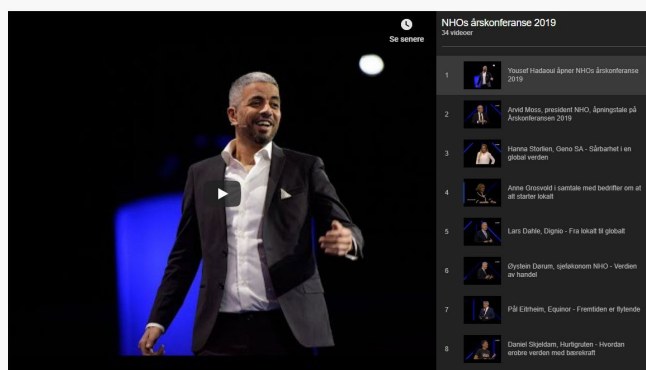 Se senere
NHOs årskonferanse 2019
34 videoer
1
Yousef Hadaoui åpner NHOs årskonferanse
2019
2
Arvid Moss, president NHO, åpningstale på
Årskonferansen 2019
3
Hanna Storlien, Geno SA - Sårbarhet i en
global verden
4
Anne Grosvold i samtale med bedrifter om at
alt starter lokalt
5
Lars Dahle, Dignio - Fra lokalt til globalt
6
Øystein Dørum, sjeføkonom NHO - Verdien
av handel
7
Pål Eitrheim, Equinor - Fremtiden er flytende
8
Daniel Skjeldam, Hurtigruten - Hvordan
erobre verden med bærekraft